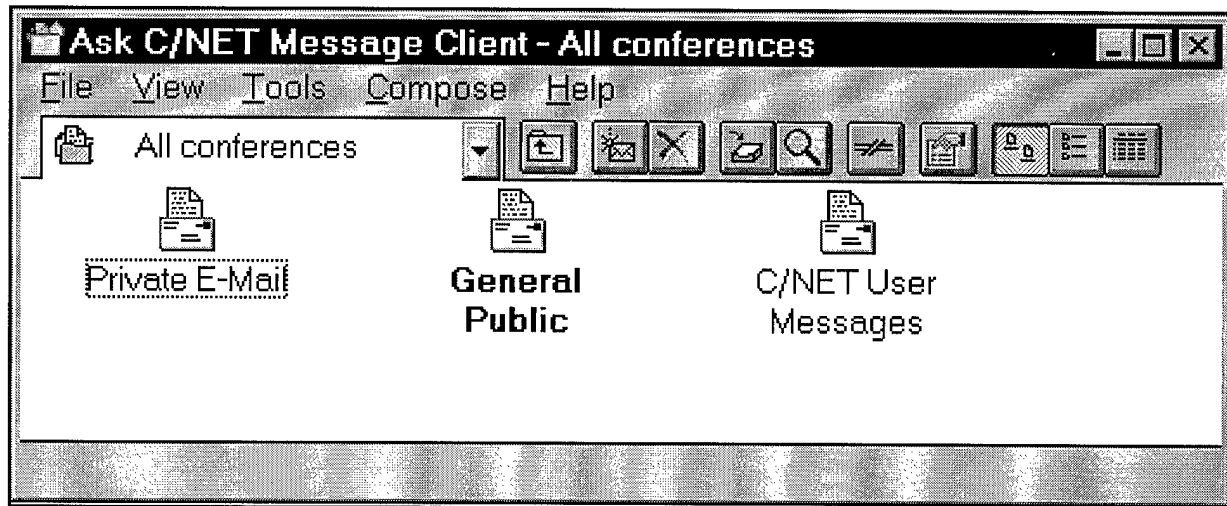 Ask C/NET Message Client - All conferences
File View Tools Compose Help
All conferences
Private E-Mail
General
Public
C/NET User
Messages